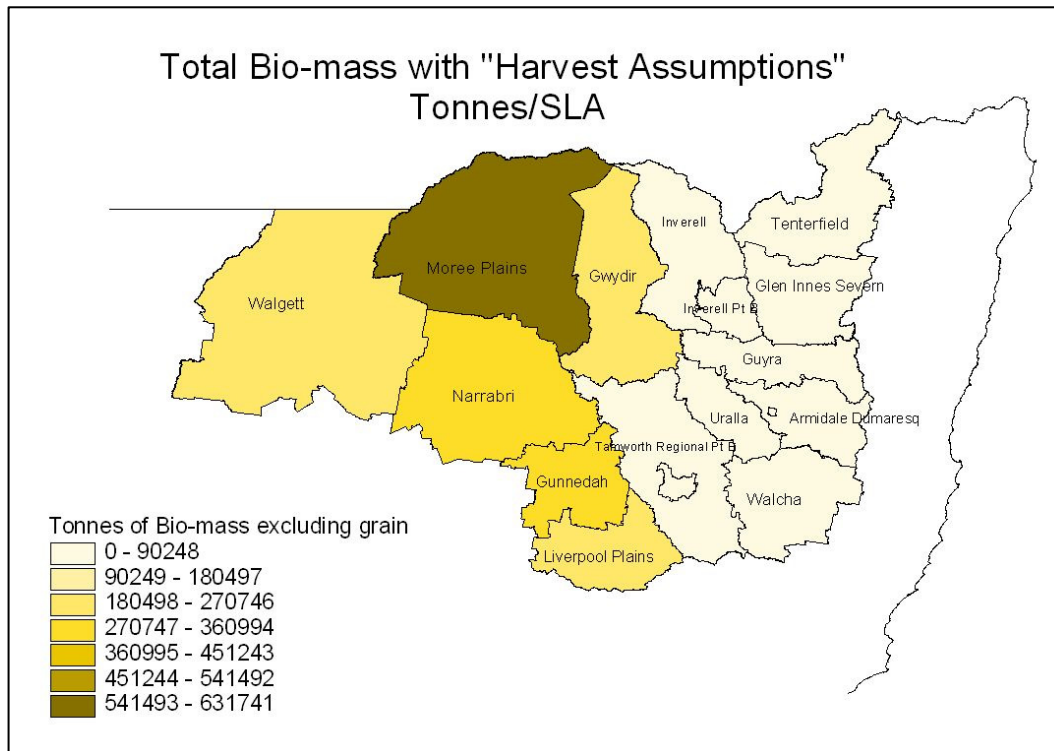 Total Bio-mass with "Harvest Assumptions"
Tonnes/SLA
Tenterfield
Inverell
Moree Plains
Gwydir
Glen Innes Severn
Walgett
Inverell Pt B
Guyra
Narrabri
Uralla
Armidale Dumaresq
Tamworth Regional Pt B
Gunnedah
Walcha
Liverpool Plains
Tonnes of Bio-mass excluding grain
0 - 90248
90249 - 180497
180498 - 270746
270747 - 360994
360995 - 451243
451244 - 541492
541493 - 631741